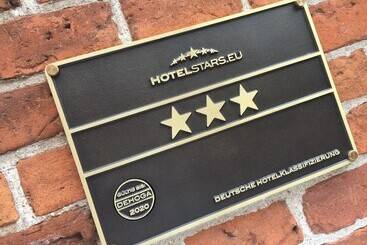 HOTELSTARS.EU
GÜLTIG BIS:
DEHOGA
2020
DEUTSCHE HOTELKLASSIFIZIERUNG